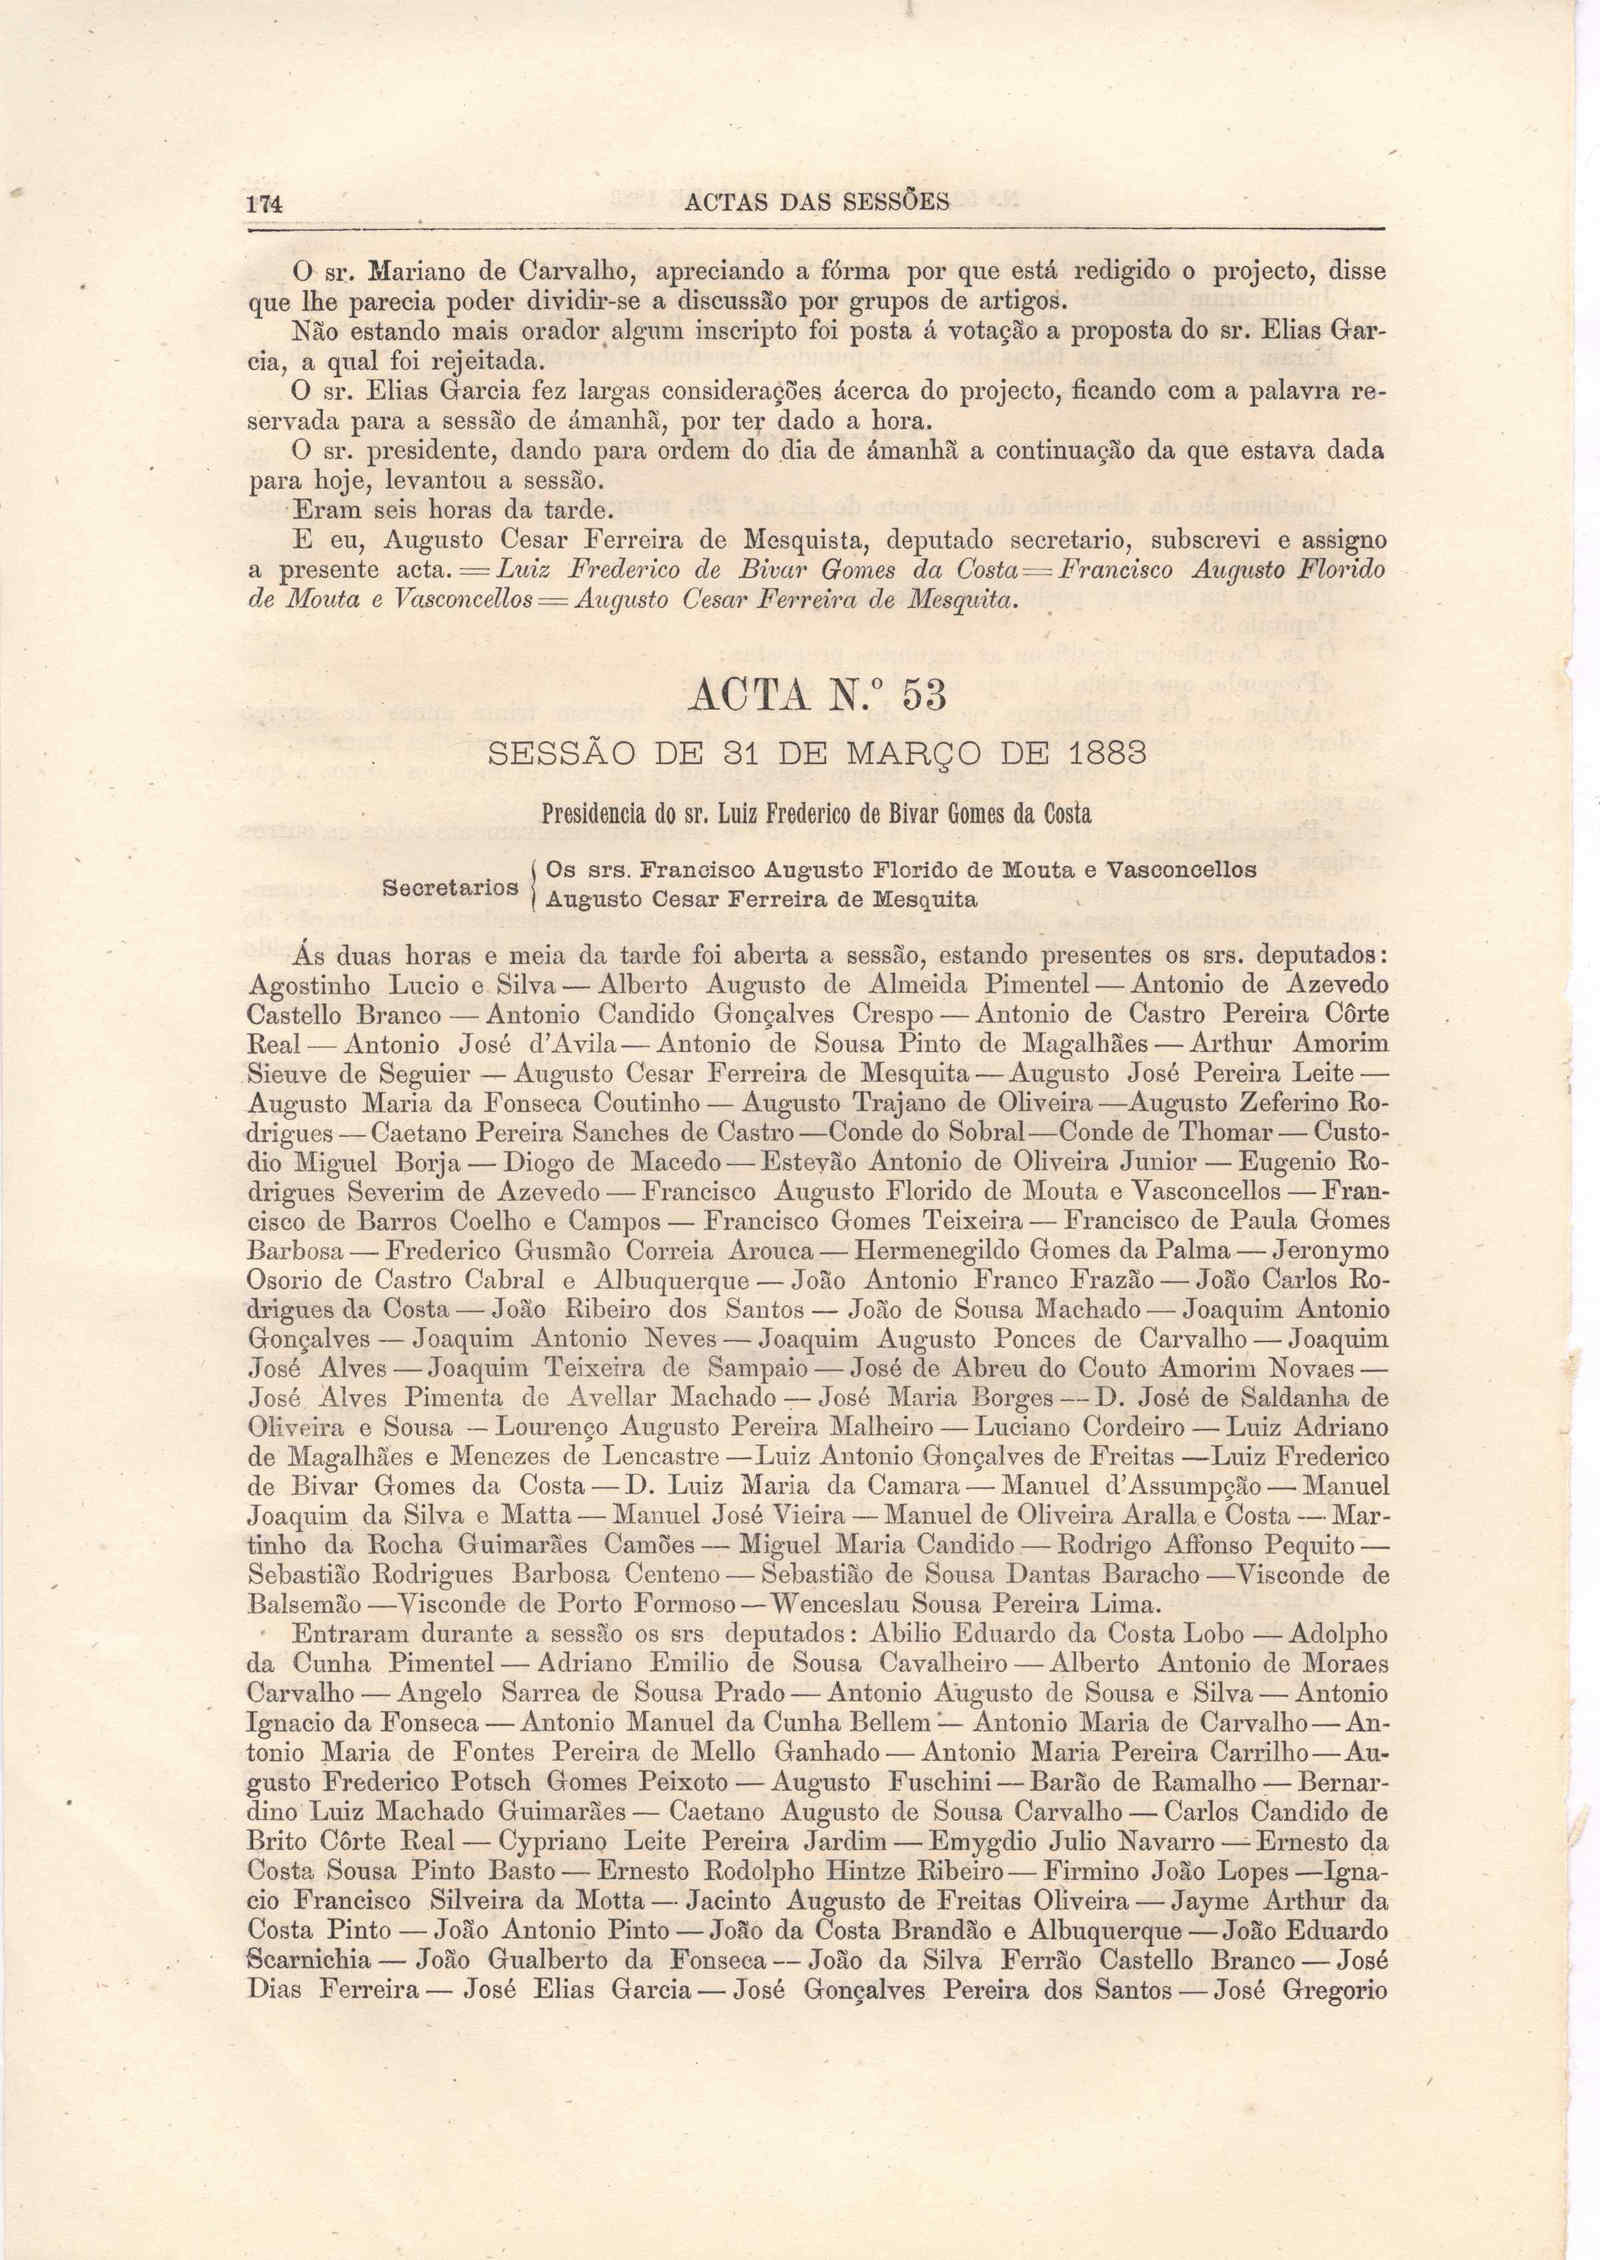 174
ACTAS DAS SESSÕES
O sr. Mariano de Carvalho, apreciando a fórma por que está redigido o projecto, disse
que lhe parecia poder dividir-se a discussão por grupos de artigos.
Não estando mais orador algum inscripto foi posta á votação a proposta do sr. Elias Gar-
cia, a qual foi rejeitada.
O sr. Elias Garcia fez largas considerações ácerca do projecto, ficando com a palavra re-
servada para a sessão de ámanhã, por ter dado a hora.
O sr. presidente, dando para ordem do dia de ámanhã a continuação da que estava dada
para hoje, levantou a sessão.
Eram seis horas da tarde.
E eu, Augusto Cesar Ferreira de Mesquista, deputado secretario, subscrevi e assigno
a presente acta. = Luiz Frederico de Bivar Gomes da Costa = Francisco Augusto Florido
de Mouta e Vasconcellos = Augusto Cesar Ferreira de Mesquita.
ACTA N.º 53
SESSÃO DE 31 DE MARÇO DE 1883
Presidencia do sr. Luiz Frederico de Bivar Gomes da Costa
Secretarios { Os srs. Francisco Augusto Florido de Mouta e Vasconcellos
Augusto Cesar Ferreira de Mesquita
Ás duas horas e meia da tarde foi aberta a sessão, estando presentes os srs. deputados:
Agostinho Lucio e Silva — Alberto Augusto de Almeida Pimentel — Antonio de Azevedo
Castello Branco — Antonio Candido Gonçalves Crespo — Antonio de Castro Pereira Côrte
Real — Antonio José d'Avila — Antonio de Sousa Pinto de Magalhães — Arthur Amorim
Sieuve de Seguier — Augusto Cesar Ferreira de Mesquita — Augusto José Pereira Leite —
Augusto Maria da Fonseca Coutinho — Augusto Trajano de Oliveira — Augusto Zeferino Ro-
drigues — Caetano Pereira Sanches de Castro — Conde do Sobral — Conde de Thomar — Custo-
dio Miguel Borja — Diogo de Macedo — Estevão Antonio de Oliveira Junior — Eugenio Ro-
drigues Severim de Azevedo — Francisco Augusto Florido de Mouta e Vasconcellos — Fran-
cisco de Barros Coelho e Campos — Francisco Gomes Teixeira — Francisco de Paula Gomes
Barbosa — Frederico Gusmão Correia Arouca — Hermenegildo Gomes da Palma — Jeronymo
Osorio de Castro Cabral e Albuquerque — João Antonio Franco Frazão — João Carlos Ro-
drigues da Costa — João Ribeiro dos Santos — João de Sousa Machado — Joaquim Antonio
Gonçalves — Joaquim Antonio Neves — Joaquim Augusto Ponces de Carvalho — Joaquim
José Alves — Joaquim Teixeira de Sampaio — José de Abreu do Couto Amorim Novaes —
José Alves Pimenta de Avellar Machado — José Maria Borges — D. José de Saldanha de
Oliveira e Sousa — Lourenço Augusto Pereira Malheiro — Luciano Cordeiro — Luiz Adriano
de Magalhães e Menezes de Lencastre — Luiz Antonio Gonçalves de Freitas — Luiz Frederico
de Bivar Gomes da Costa — D. Luiz Maria da Camara — Manuel d'Assumpção — Manuel
Joaquim da Silva e Matta — Manuel José Vieira — Manuel de Oliveira Aralla e Costa — Mar-
tinho da Rocha Guimarães Camões — Miguel Maria Candido — Rodrigo Affonso Pequito —
Sebastião Rodrigues Barbosa Centeno — Sebastião de Sousa Dantas Baracho — Visconde de
Balsemão — Visconde de Porto Formoso — Wenceslau Sousa Pereira Lima.
Entraram durante a sessão os srs deputados: Abilio Eduardo da Costa Lobo — Adolpho
da Cunha Pimentel — Adriano Emilio de Sousa Cavalheiro — Alberto Antonio de Moraes
Carvalho — Angelo Sarrea de Sousa Prado — Antonio Augusto de Sousa e Silva — Antonio
Ignacio da Fonseca — Antonio Manuel da Cunha Bellem — Antonio Maria de Carvalho — An-
tonio Maria de Fontes Pereira de Mello Ganhado — Antonio Maria Pereira Carrilho — Au-
gusto Frederico Potsch Gomes Peixoto — Augusto Fuschini — Barão de Ramalho — Bernar-
dino Luiz Machado Guimarães — Caetano Augusto de Sousa Carvalho — Carlos Candido de
Brito Côrte Real — Cypriano Leite Pereira Jardim — Emygdio Julio Navarro — Ernesto da
Costa Sousa Pinto Basto — Ernesto Rodolpho Hintze Ribeiro — Firmino João Lopes — Igna-
cio Francisco Silveira da Motta — Jacinto Augusto de Freitas Oliveira — Jayme Arthur da
Costa Pinto — João Antonio Pinto — João da Costa Brandão e Albuquerque — João Eduardo
Scarnichia — João Gualberto da Fonseca — João da Silva Ferrão Castello Branco — José
Dias Ferreira — José Elias Garcia — José Gonçalves Pereira dos Santos — José Gregorio